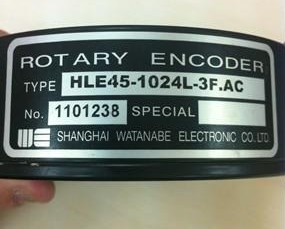 ROTARY ENCODER
TYPE HLE45-1024L-3F.AC
No. 1101238 SPECIAL
SHANGHAI WATANABE ELECTRONIC CO.,LTD.